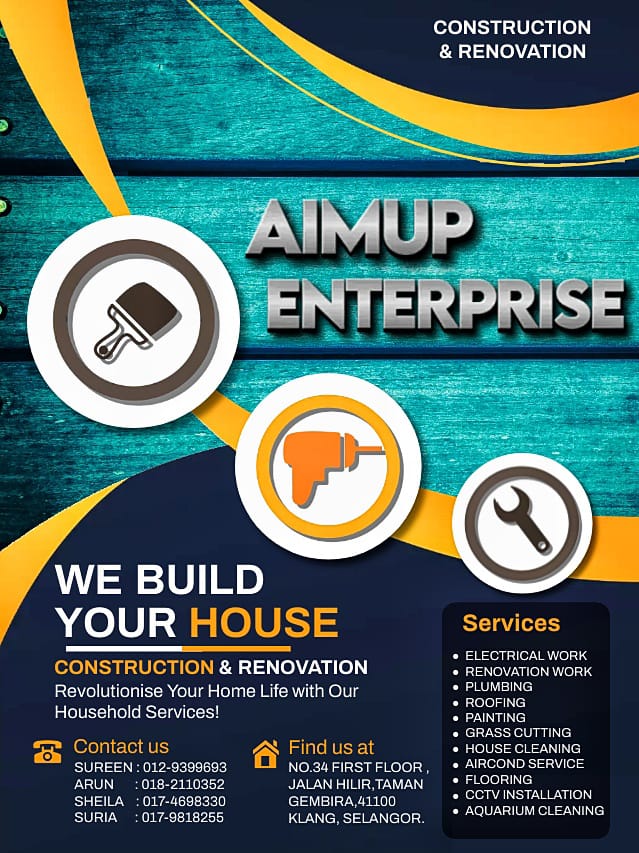 CONSTRUCTION
& RENOVATION
AIMUP
ENTERPRISE
WE BUILD
YOUR HOUSE
CONSTRUCTION & RENOVATION
Revolutionise Your Home Life with Our
Household Services!
Contact us
SUREEN : 012-9399693
ARUN : 018-2110352
SHEILA : 017-4698330
SURIA : 017-9818255
Find us at
NO.34 FIRST FLOOR ,
JALAN HILIR,TAMAN
GEMBIRA,41100
KLANG, SELANGOR.
Services
• ELECTRICAL WORK
• RENOVATION WORK
• PLUMBING
• ROOFING
• PAINTING
• GRASS CUTTING
• HOUSE CLEANING
• AIRCOND SERVICE
• FLOORING
• CCTV INSTALLATION
• AQUARIUM CLEANING